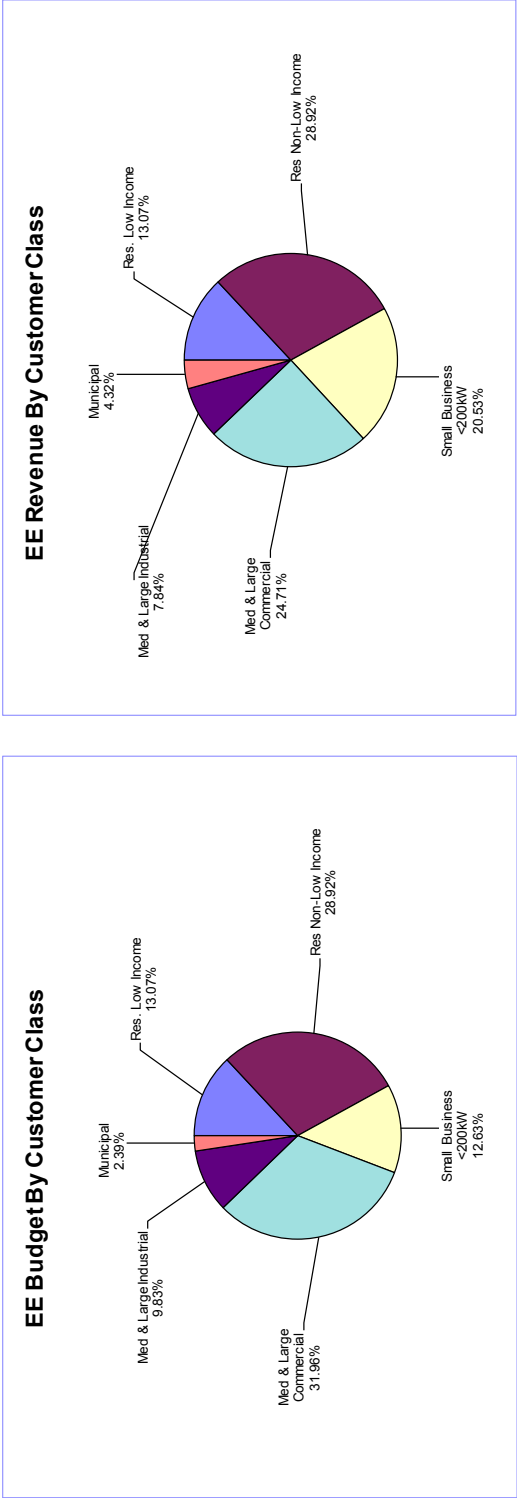 EE Budget By Customer Class
Municipal
2.39%
Res. Low Income
13.07%
Res Non-Low Income
28.92%
Small Business
<200kW
12.63%
Med & Large
Commercial
31.96%
Med & Large Industrial
9.83%
EE Revenue By Customer Class
Municipal
4.32%
Res. Low Income
13.07%
Res Non-Low Income
28.92%
Small Business
<200kW
20.53%
Med & Large
Commercial
24.71%
Med & Large Industrial
7.84%